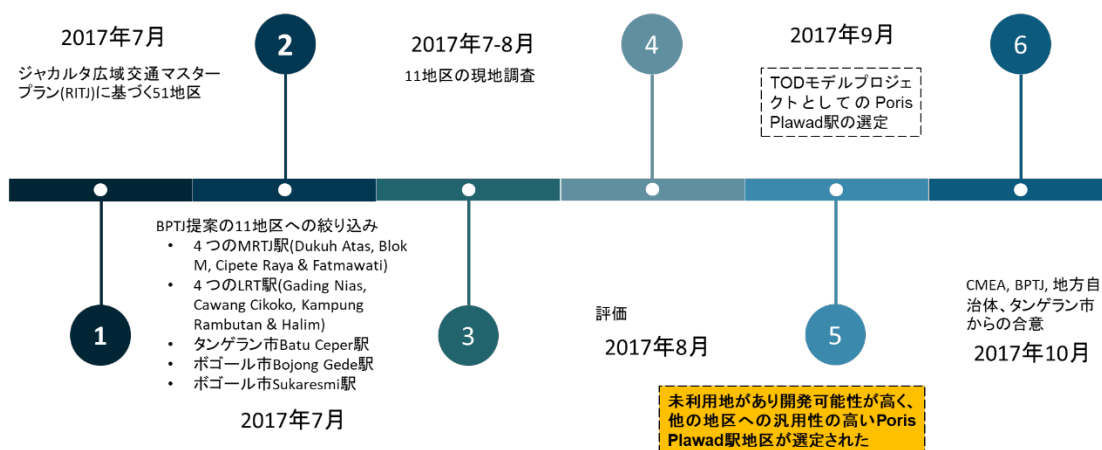 2017年7月
ジャカルタ広域交通マスター
プラン(RITJ)に基づく51地区
1
2
BPTJ提案の11地区への絞り込み
• 4 つのMRTJ駅(Dukuh Atas, Blok
M, Cipete Raya & Fatmawati)
• 4 つのLRT駅(Gading Nias,
Cawang Cikoko, Kampung
Rambutan & Halim)
• タンゲラン市Batu Ceper駅
• ボゴール市Bojong Gede駅
• ボゴール市Sukaresmi駅
2017年7月
2017年7-8月
11地区の現地調査
3
4
評価
2017年8月
2017年9月
TODモデルプロジェ
クトとしての Poris
Plawad駅の選定
5
未利用地があり開発可能性が高く、
他の地区への汎用性の高いPoris
Plawad駅地区が選定された
6
CMEA, BPTJ, 地方自
治体、タンゲラン市
からの合意
2017年10月